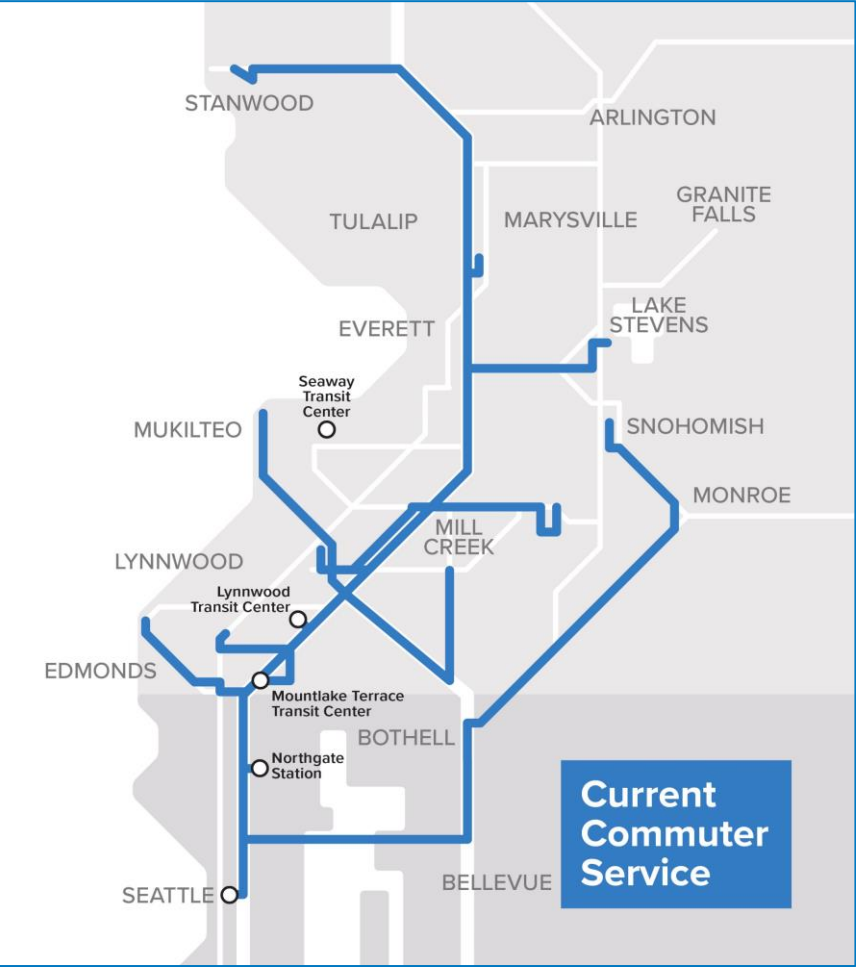 STANWOOD
ARLINGTON
GRANITE
FALLS
TULALIP
MARYSVILLE
LAKE
STEVENS
EVERETT
Seaway
Transit
Center
MUKILTEO
SNOHOMISH
MONROE
MILL
CREEK
LYNNWOOD
Lynnwood
Transit Center
EDMONDS
Mountlake Terrace
Transit Center
BOTHELL
Northgate
Station
Current
Commuter
Service
BELLEVUE
SEATTLE